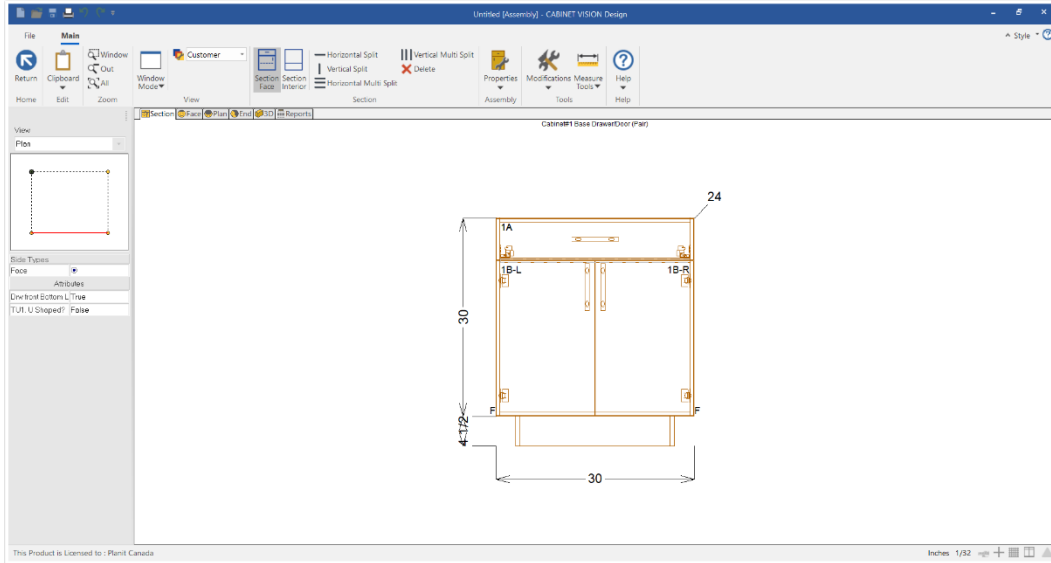 Untitled [Assembly] - CABINET VISION Design
File Main
Style
Return
Clipboard
Window
Out
All
Window
Mode
Customer
Section
Face
Section
Interior
Horizontal Split
Vertical Split
Horizontal Multi Split
Vertical Multi Split
Delete
Properties
Modifications
Measure
Tools
Help
Home
Edit
Zoom
View
Section
Assembly
Tools
Help
Section Face Plan End 3D Reports
Cabinet#1 Base Drawer/Door (Pair)
View
Plan
24
1A
1B-L
1B-R
Side Types
Face
Attributes
Drwfront Bottom L True
TU1. U Shaped? False
30
F
F
4 1/2
30
This Product is Licensed to : Planit Canada
Inches 1/32